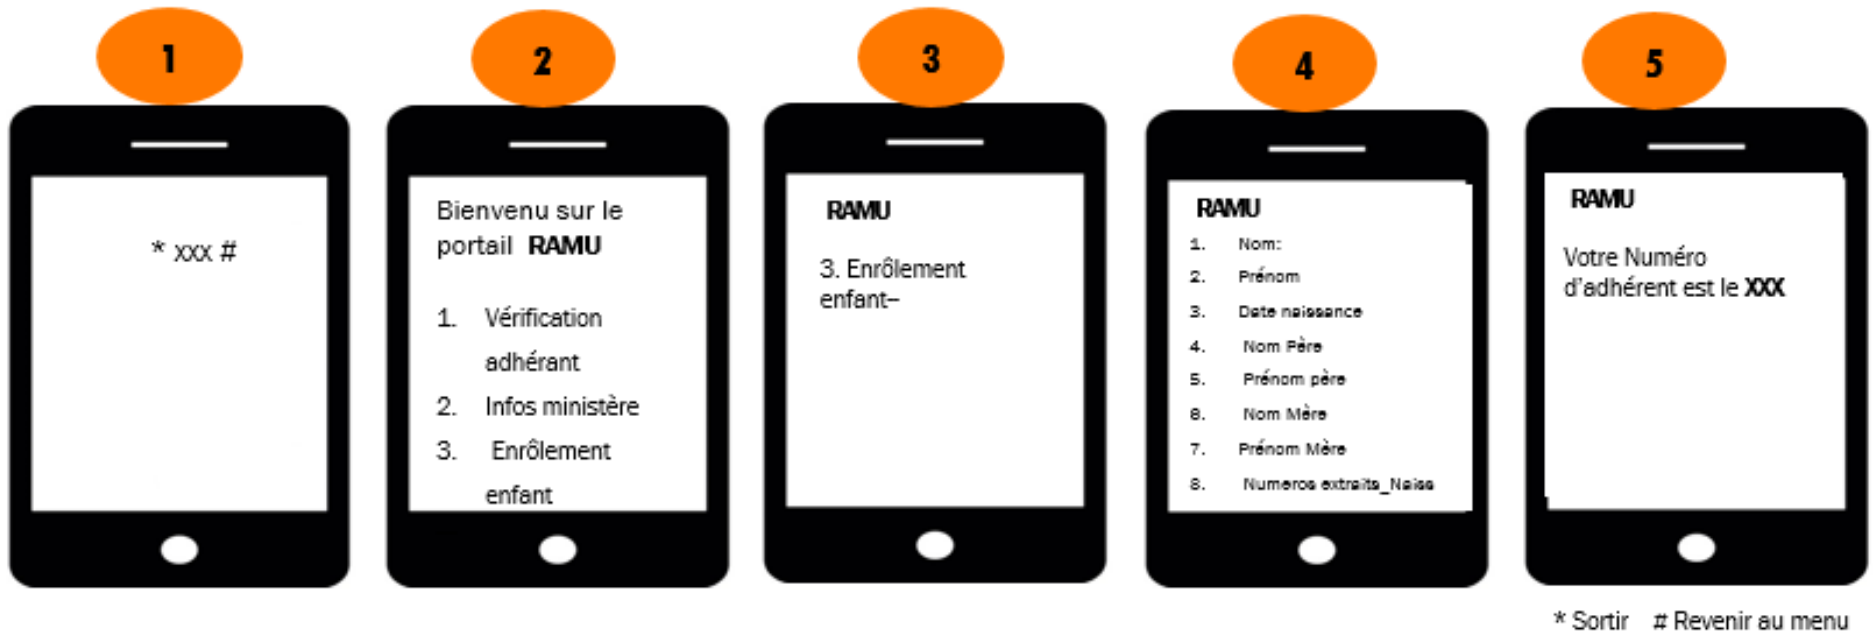 1
* xxx #
2
Bienvenu sur le
portail RAMU
1. Vérification
adhérant
2. Infos ministère
3. Enrôlement
enfant
3
RAMU
3. Enrôlement
enfant–
4
RAMU
1. Nom:
2. Prénom
3. Date naissance
4. Nom Père
5. Prénom père
6. Nom Mère
7. Prénom Mère
8. Numeros extraits_Naiss
5
RAMU
Votre Numéro
d'adhérent est le XXX
* Sortir # Revenir au menu